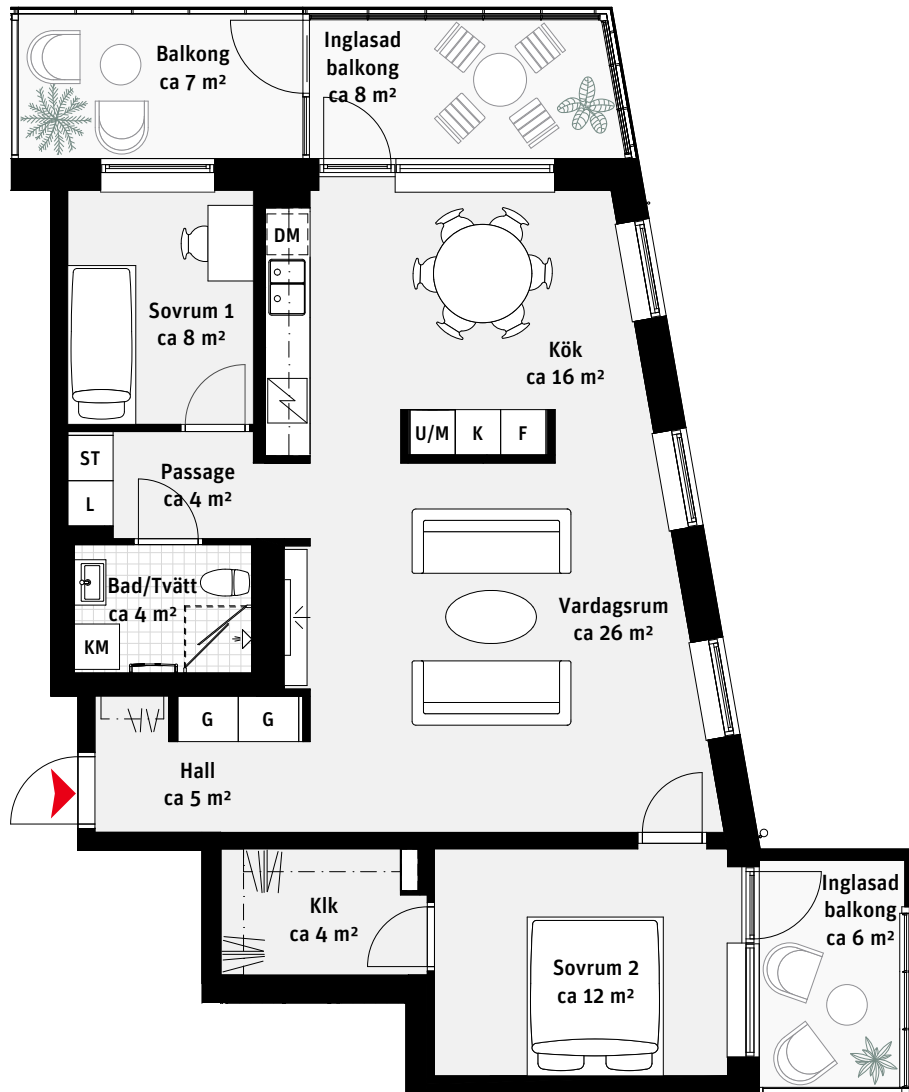 Balkong
ca 7 m²
Inglasad
balkong
ca 8 m²
DM
Sovrum 1
ca 8 m²
Kök
ca 16 m²
U/M K F
ST
L
Passage
ca 4 m²
Bad/Tvätt
ca 4 m²
KM
Vardagsrum
ca 26 m²
G G
Hall
ca 5 m²
Klk
ca 4 m²
Sovrum 2
ca 12 m²
Inglasad
balkong
ca 6 m²